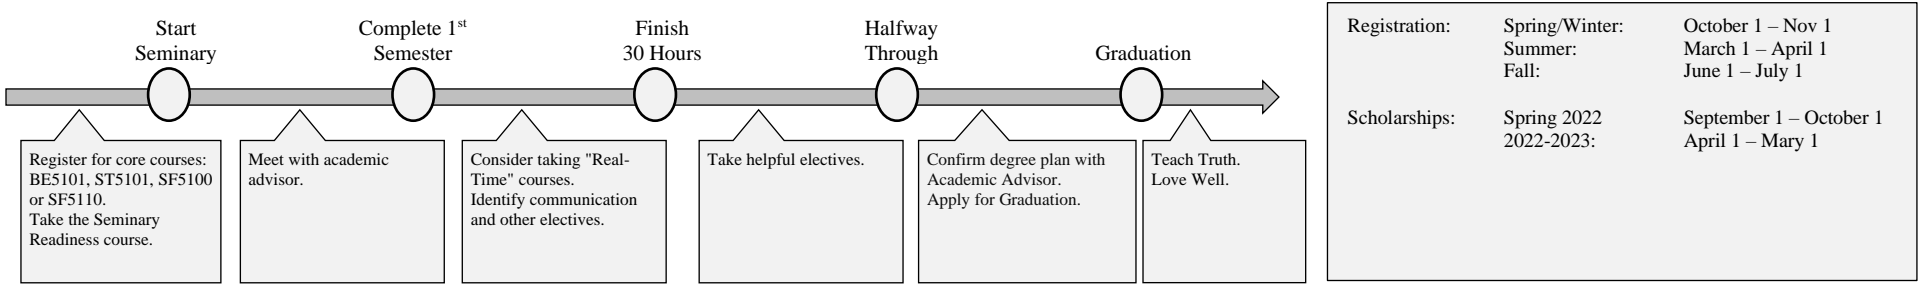 Start
Seminary
Complete 1st
Semester
Finish
30 Hours
Halfway
Through
Graduation
Register for core courses:
BE5101, ST5101, SF5100
or SF5110.
Take the Seminary
Readiness course.
Meet with academic
advisor.
Consider taking "Real-
Time" courses.
Identify communication
and other electives.
Take helpful electives.
Confirm degree plan with
Academic Advisor.
Apply for Graduation.
Teach Truth.
Love Well.
Registration: Spring/Winter: October 1 – Nov 1
Summer: March 1 – April 1
Fall: June 1 – July 1
Scholarships: Spring 2022 September 1 – October 1
2022-2023: April 1 – Mary 1